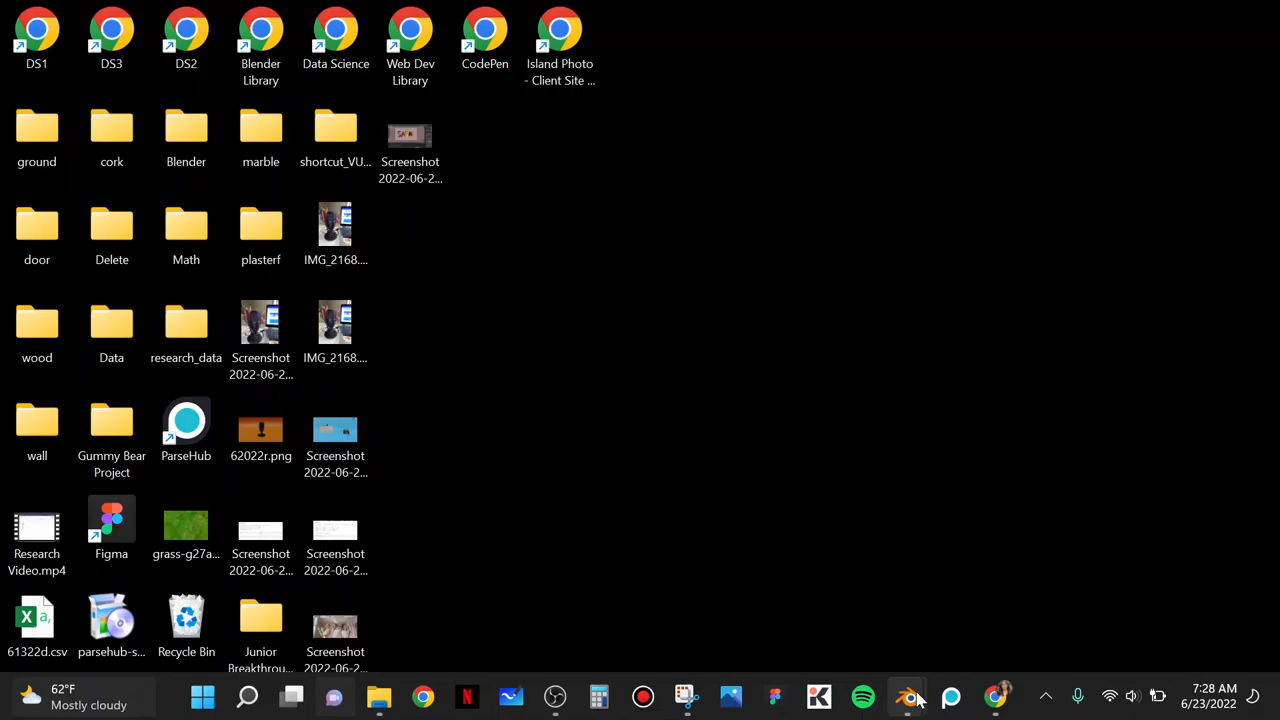 DS1
DS3
DS2
Blender
Library
Data Science
Web Dev
Library
CodePen
Island Photo
- Client Site ...
ground
cork
Blender
marble
shortcut_VU...
Screenshot
2022-06-2...
door
Delete
Math
plasterf
IMG_2168....
wood
Data
research_data
Screenshot
2022-06-2...
IMG_2168....
wall
Gummy Bear
Project
ParseHub
62022r.png
Screenshot
2022-06-2...
Research
Video.mp4
Figma
grass-g27a...
Screenshot
2022-06-2...
Screenshot
2022-06-2...
61322d.csv
parsehub-s...
Recycle Bin
Junior
Breakthrou...
Screenshot
2022-06-2...
62°F
Mostly cloudy
7:28 AM
6/23/2022